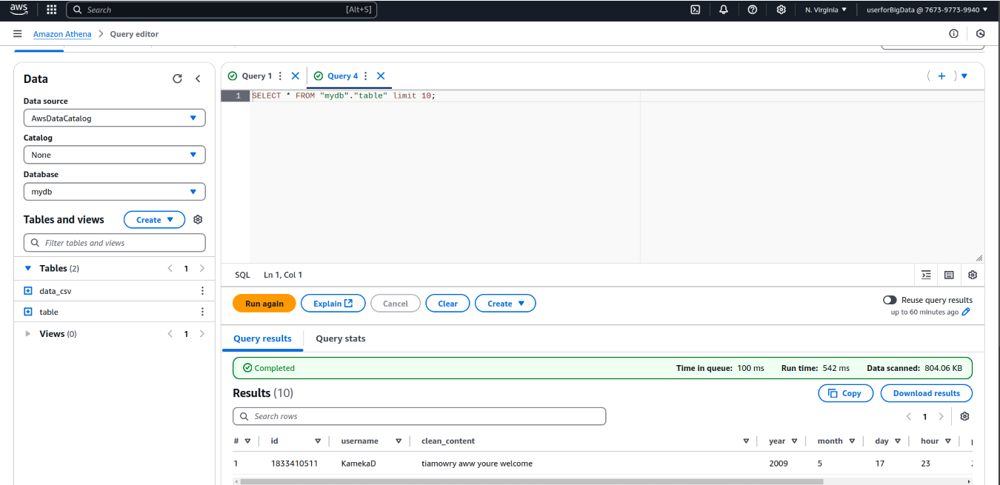 aws Search [Alt+S] N. Virginia userforBigData @ 7673-9773-9940
Amazon Athena Query editor
Data
Data source
AwsDataCatalog
Catalog
None
Database
mydb
Tables and views Create
Filter tables and views
Tables (2) 1
data_csv
table
Views (0) 1
Query 1 Query 4
1 SELECT * FROM "mydb"."table" limit 10;
SQL Ln 1, Col 1
Run again Explain Cancel Clear Create
Reuse query results
up to 60 minutes ago
Query results Query stats
Completed Time in queue: 100 ms Run time: 542 ms Data scanned: 804.06 KB
Results (10) Copy Download results
Search rows 1
# id username clean_content year month day hour
1 1833410511 KamekaD tiamowry aww youre welcome 2009 5 17 23